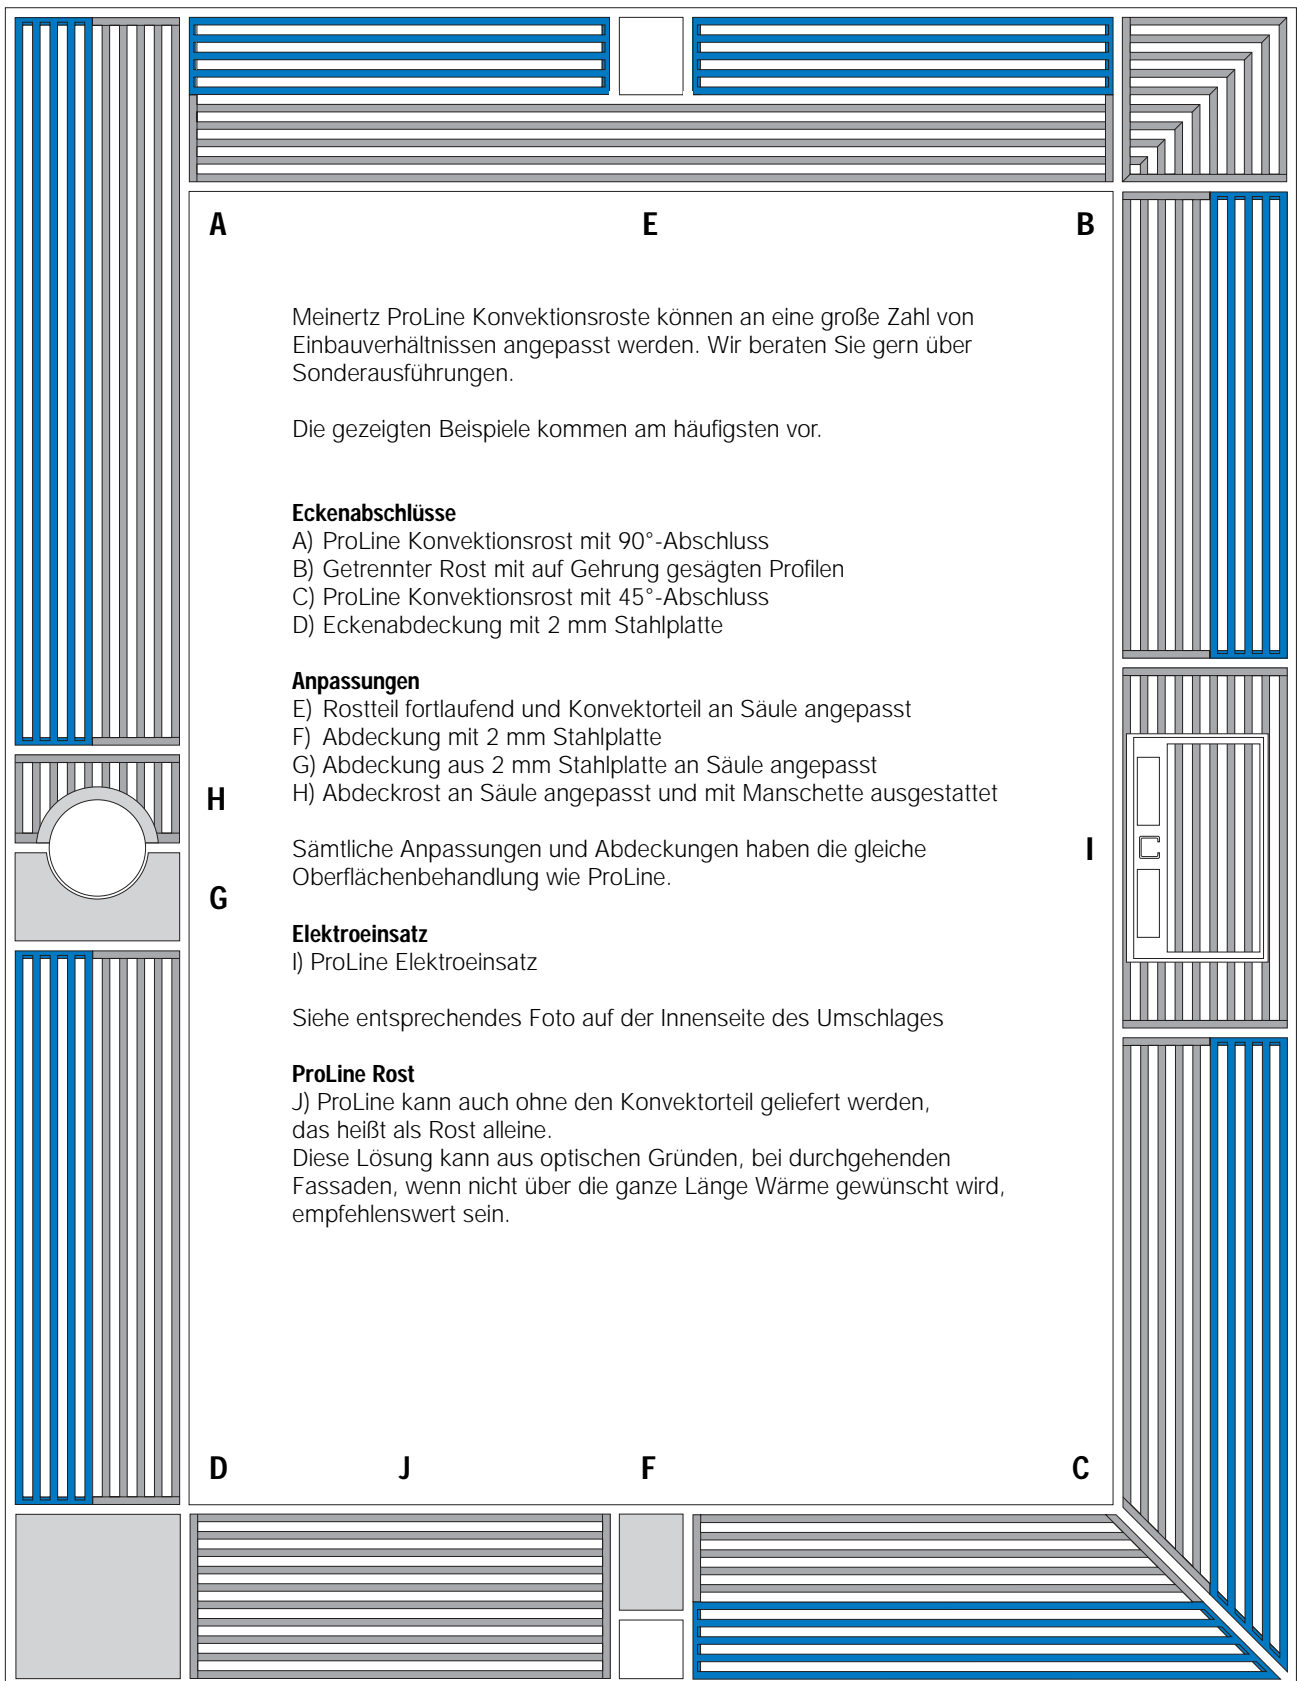 A
E
B
Meinertz ProLine Konvektionsroste können an eine große Zahl von
Einbauverhältnissen angepasst werden. Wir beraten Sie gern über
Sonderausführungen.
Die gezeigten Beispiele kommen am häufigsten vor.
Eckenabschlüsse
A) ProLine Konvektionsrost mit 90°-Abschluss
B) Getrennter Rost mit auf Gehrung gesägten Profilen
C) ProLine Konvektionsrost mit 45°-Abschluss
D) Eckenabdeckung mit 2 mm Stahlplatte
Anpassungen
E) Rostteil fortlaufend und Konvektorteil an Säule angepasst
F) Abdeckung mit 2 mm Stahlplatte
G) Abdeckung aus 2 mm Stahlplatte an Säule angepasst
H) Abdeckrost an Säule angepasst und mit Manschette ausgestattet
H
Sämtliche Anpassungen und Abdeckungen haben die gleiche
Oberflächenbehandlung wie ProLine.
I
G
Elektroeinsatz
I) ProLine Elektroeinsatz
Siehe entsprechendes Foto auf der Innenseite des Umschlages
ProLine Rost
J) ProLine kann auch ohne den Konvektorteil geliefert werden,
das heißt als Rost alleine.
Diese Lösung kann aus optischen Gründen, bei durchgehenden
Fassaden, wenn nicht über die ganze Länge Wärme gewünscht wird,
empfehlenswert sein.
D
J
F
C